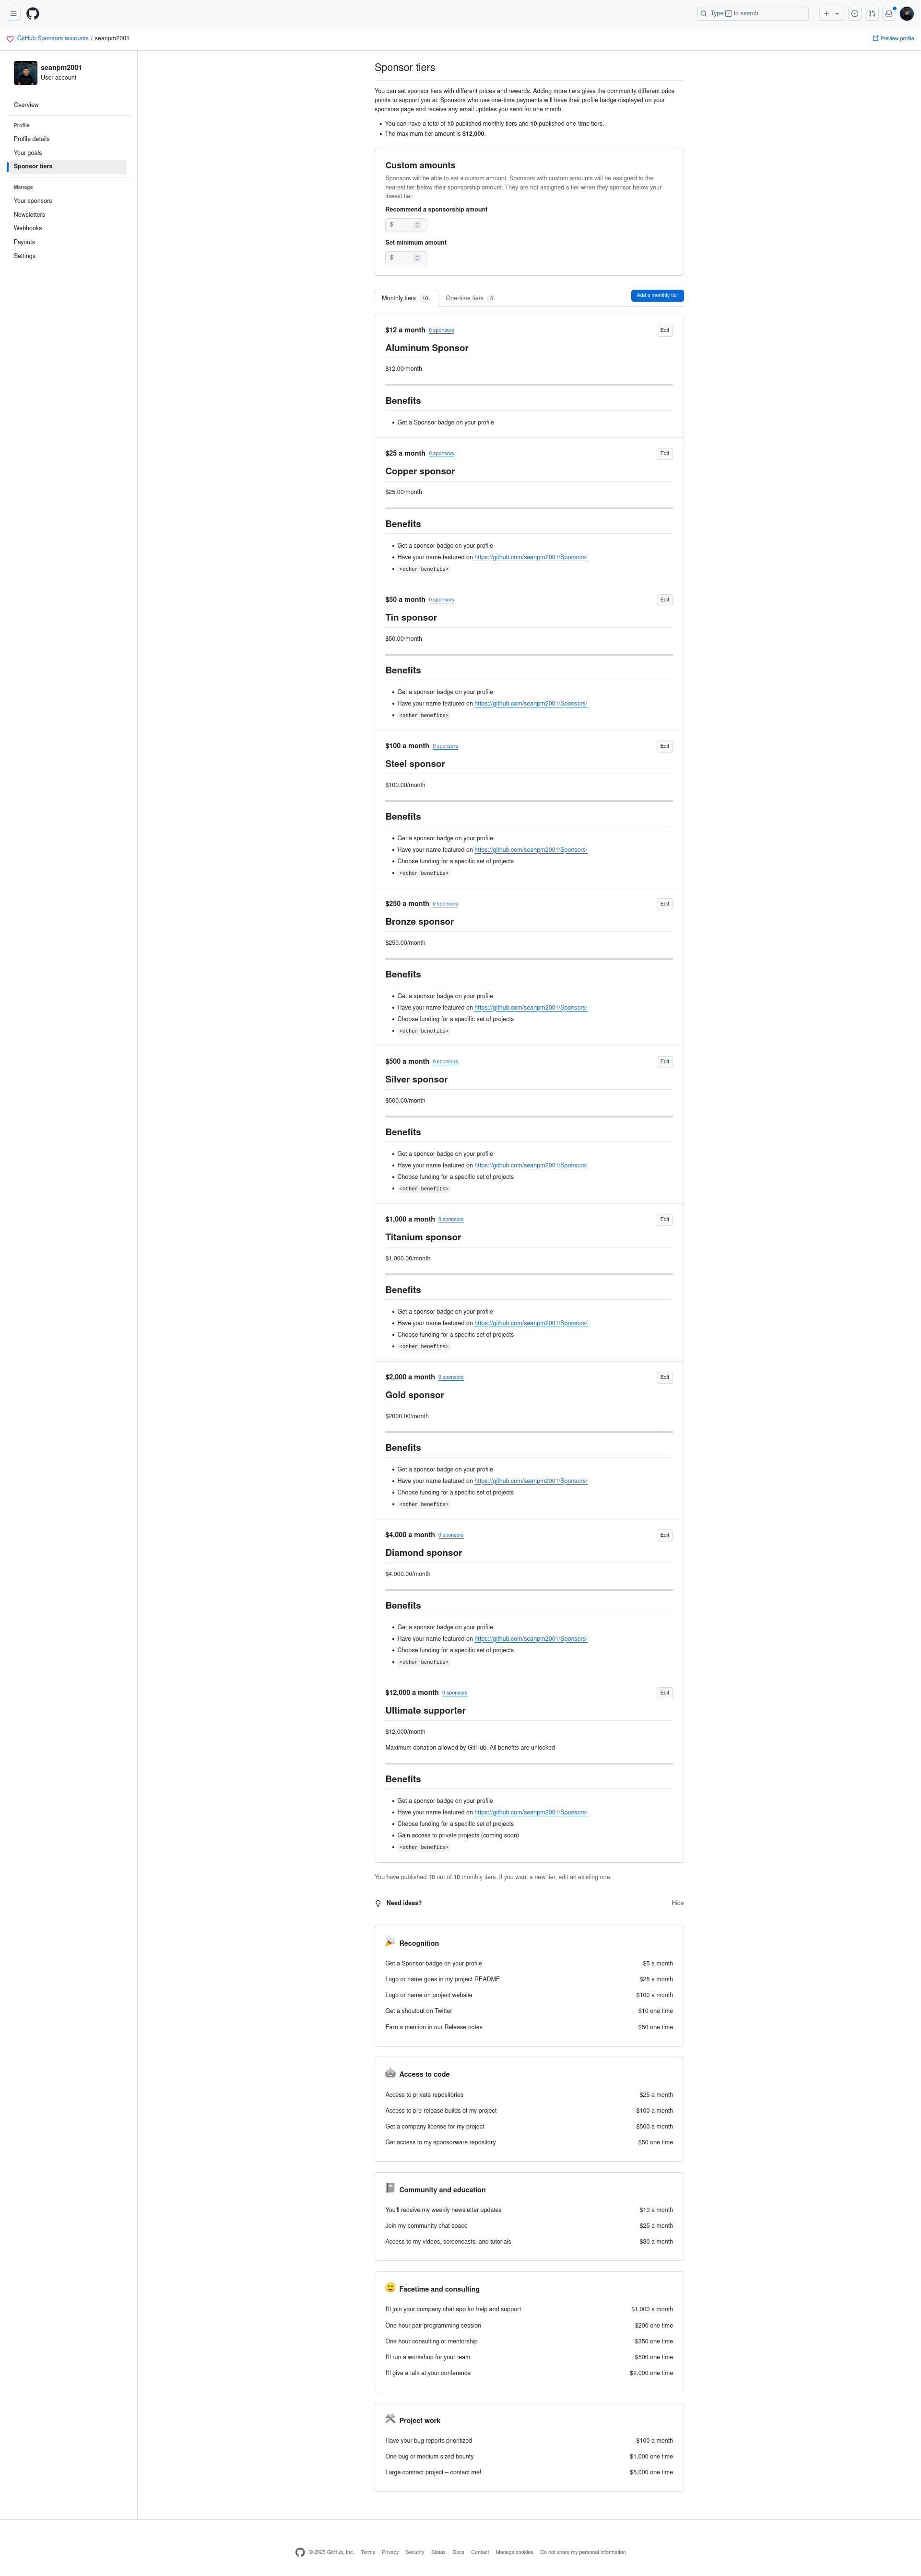 Type / to search
GitHub Sponsors accounts / seanpm2001
Preview profile
seanpm2001
User account
Overview
Profile
Profile details
Your goals
Sponsor tiers
Manage
Your sponsors
Newsletters
Webhooks
Payouts
Settings
Sponsor tiers
You can set sponsor tiers with different prices and rewards. Adding more tiers gives the community different price
points to support you at. Sponsors who use one-time payments will have their profile badge displayed on your
sponsors page and receive any email updates you send for one month.
• You can have a total of 10 published monthly tiers and 10 published one-time tiers.
• The maximum tier amount is $12,000.
Custom amounts
Sponsors will be able to set a custom amount. Sponsors with custom amounts will be assigned to the
nearest tier below their sponsorship amount. They are not assigned a tier when they sponsor below your
lowest tier.
Recommend a sponsorship amount
$
Set minimum amount
$
Monthly tiers 10 One-time tiers 3 Add a monthly tier
$12 a month 0 sponsors Edit
Aluminum Sponsor
$12.00/month
Benefits
• Get a Sponsor badge on your profile
$25 a month 0 sponsors Edit
Copper sponsor
$25.00/month
Benefits
• Get a sponsor badge on your profile
• Have your name featured on https://github.com/seanpm2001/Sponsors/
• <other benefits>
$50 a month 0 sponsors Edit
Tin sponsor
$50.00/month
Benefits
• Get a sponsor badge on your profile
• Have your name featured on https://github.com/seanpm2001/Sponsors/
• <other benefits>
$100 a month 0 sponsors Edit
Steel sponsor
$100.00/month
Benefits
• Get a sponsor badge on your profile
• Have your name featured on https://github.com/seanpm2001/Sponsors/
• Choose funding for a specific set of projects
• <other benefits>
$250 a month 0 sponsors Edit
Bronze sponsor
$250.00/month
Benefits
• Get a sponsor badge on your profile
• Have your name featured on https://github.com/seanpm2001/Sponsors/
• Choose funding for a specific set of projects
• <other benefits>
$500 a month 0 sponsors Edit
Silver sponsor
$500.00/month
Benefits
• Get a sponsor badge on your profile
• Have your name featured on https://github.com/seanpm2001/Sponsors/
• Choose funding for a specific set of projects
• <other benefits>
$1,000 a month 0 sponsors Edit
Titanium sponsor
$1,000.00/month
Benefits
• Get a sponsor badge on your profile
• Have your name featured on https://github.com/seanpm2001/Sponsors/
• Choose funding for a specific set of projects
• <other benefits>
$2,000 a month 0 sponsors Edit
Gold sponsor
$2000.00/month
Benefits
• Get a sponsor badge on your profile
• Have your name featured on https://github.com/seanpm2001/Sponsors/
• Choose funding for a specific set of projects
• <other benefits>
$4,000 a month 0 sponsors Edit
Diamond sponsor
$4.000.00/month
Benefits
• Get a sponsor badge on your profile
• Have your name featured on https://github.com/seanpm2001/Sponsors/
• Choose funding for a specific set of projects
• <other benefits>
$12,000 a month 0 sponsors Edit
Ultimate supporter
$12,000/month
Maximum donation allowed by GitHub, All benefits are unlocked
Benefits
• Get a sponsor badge on your profile
• Have your name featured on https://github.com/seanpm2001/Sponsors/
• Choose funding for a specific set of projects
• Gain access to private projects (coming soon)
• <other benefits>
You have published 10 out of 10 monthly tiers. If you want a new tier, edit an existing one.
Need ideas? Hide
Recognition
Get a Sponsor badge on your profile $5 a month
Logo or name goes in my project README $25 a month
Logo or name on project website $100 a month
Get a shoutout on Twitter $10 one time
Earn a mention in our Release notes $50 one time
Access to code
Access to private repositories $25 a month
Access to pre-release builds of my project $100 a month
Get a company license for my project $500 a month
Get access to my sponsorware repository $50 one time
Community and education
You'll receive my weekly newsletter updates $10 a month
Join my community chat space $25 a month
Access to my videos, screencasts, and tutorials $30 a month
Facetime and consulting
I'll join your company chat app for help and support $1,000 a month
One hour pair-programming session $200 one time
One hour consulting or mentorship $350 one time
I'll run a workshop for your team $500 one time
I'll give a talk at your conference $2,000 one time
Project work
Have your bug reports prioritized $100 a month
One bug or medium sized bounty $1,000 one time
Large contract project – contact me! $5,000 one time
© 2025 GitHub, Inc. Terms Privacy Security Status Docs Contact Manage cookies Do not share my personal information